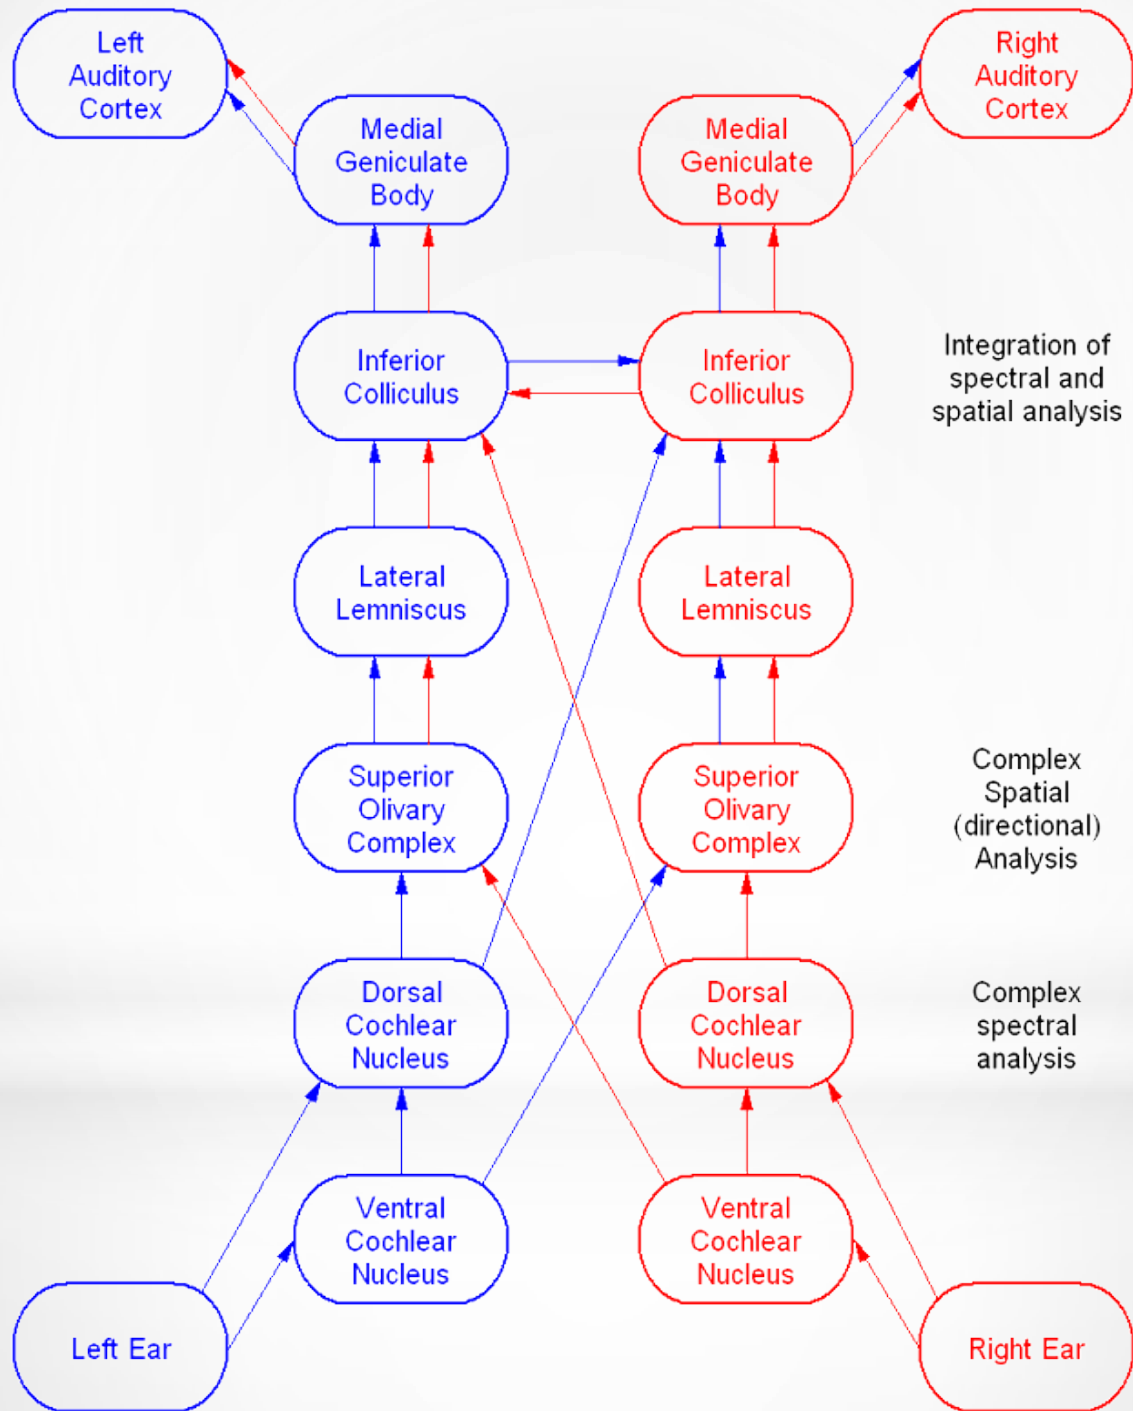 Left
Auditory
Cortex
Right
Auditory
Cortex
Medial
Geniculate
Body
Medial
Geniculate
Body
Inferior
Colliculus
Inferior
Colliculus
Integration of
spectral and
spatial analysis
Lateral
Lemniscus
Lateral
Lemniscus
Superior
Olivary
Complex
Superior
Olivary
Complex
Complex
Spatial
(directional)
Analysis
Dorsal
Cochlear
Nucleus
Dorsal
Cochlear
Nucleus
Complex
spectral
analysis
Ventral
Cochlear
Nucleus
Ventral
Cochlear
Nucleus
Left Ear
Right Ear